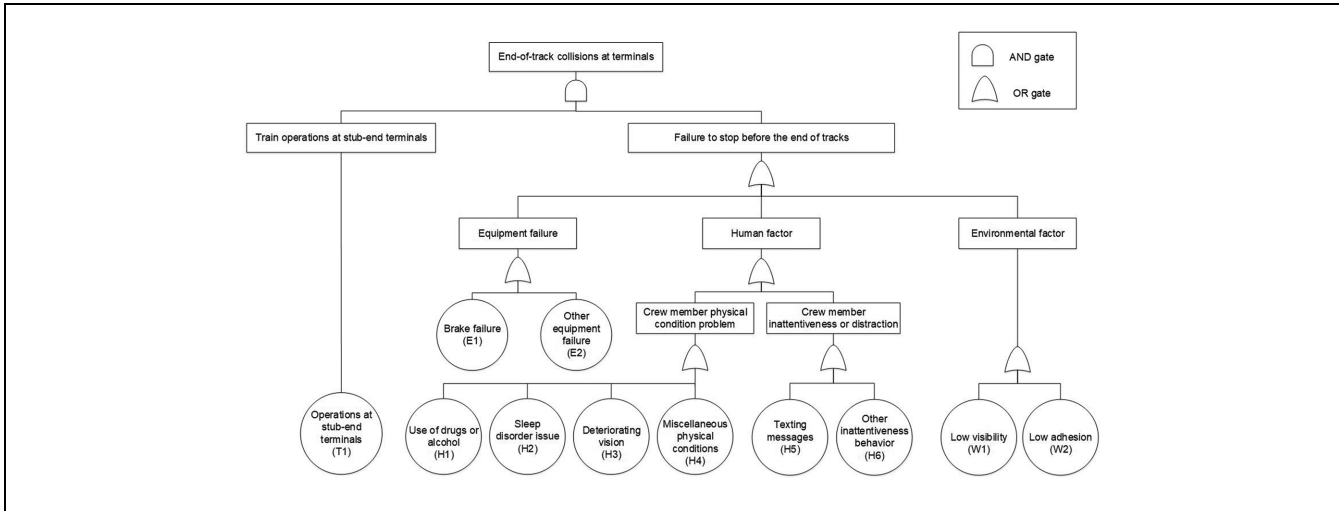 End-of-track collisions at terminals
AND gate
OR gate
Train operations at stub-end terminals
Failure to stop before the end of tracks
Equipment failure
Human factor
Environmental factor
Brake failure
(E1)
Other
equipment
failure
(E2)
Crew member physical
condition problem
Crew member
inattentiveness or distraction
Operations at
stub-end
terminals
(T1)
Use of drugs or
alcohol
(H1)
Sleep
disorder issue
(H2)
Deteriorating
vision
(H3)
Miscellaneous
physical
conditions
(H4)
Texting
messages
(H5)
Other
inattentiveness
behavior
(H6)
Low visibility
(W1)
Low adhesion
(W2)